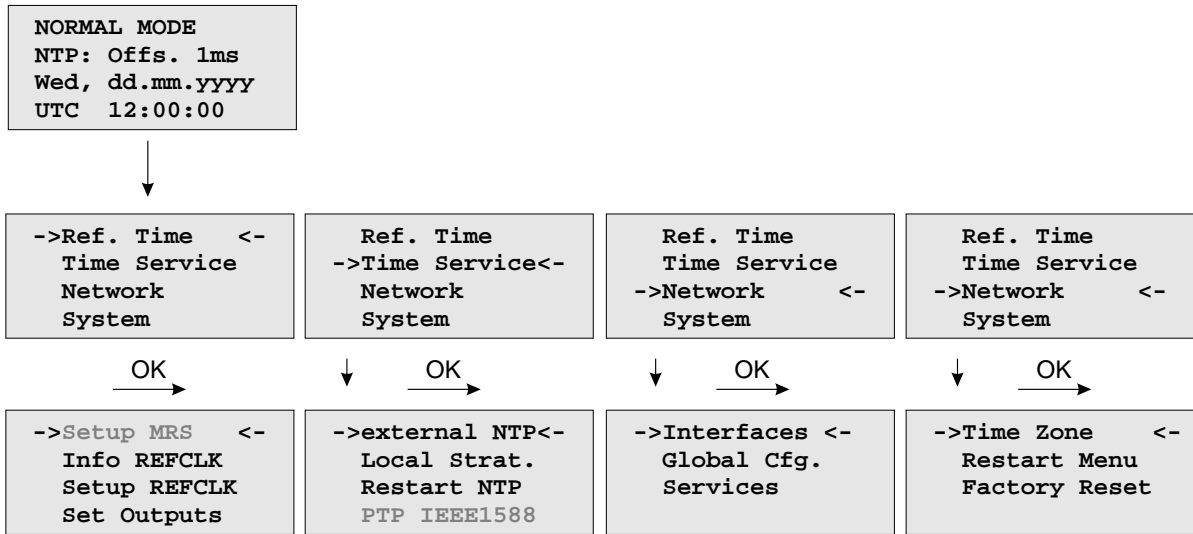 NORMAL MODE
NTP: Offs. 1ms
Wed, dd.mm.yyyy
UTC 12:00:00
->Ref. Time <-
Time Service
Network
System
Ref. Time
->Time Service<-
Network
System
Ref. Time
Time Service
->Network <-
System
Ref. Time
Time Service
->Network <-
System
OK
OK
OK
OK
->Setup MRS <-
Info REFCLK
Setup REFCLK
Set Outputs
->external NTP<-
Local Strat.
Restart NTP
PTP IEEE1588
->Interfaces <-
Global Cfg.
Services
->Time Zone <-
Restart Menu
Factory Reset